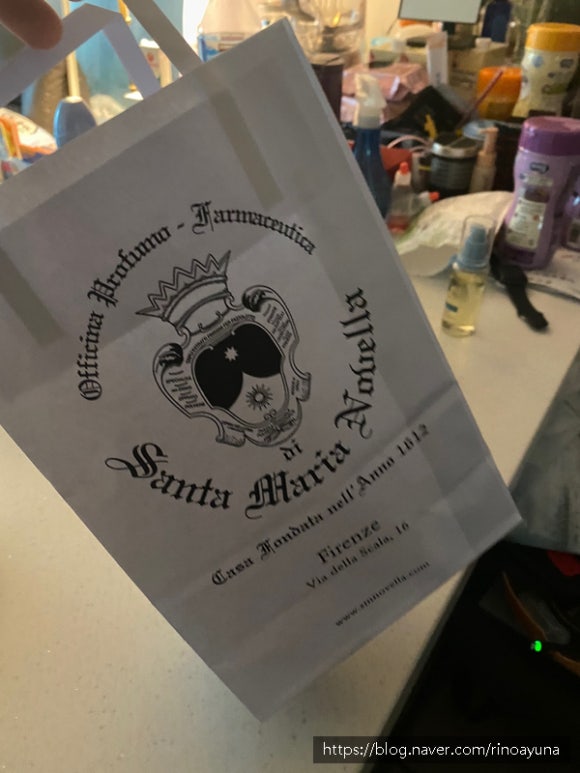 Officina Profumo - Farmaceutica
di
Santa Maria Novella
Casa Fondata nell'Anno 1612
Firenze
Via della Scala, 16
www.smnovella.com
https://blog.naver.com/rinoayuna